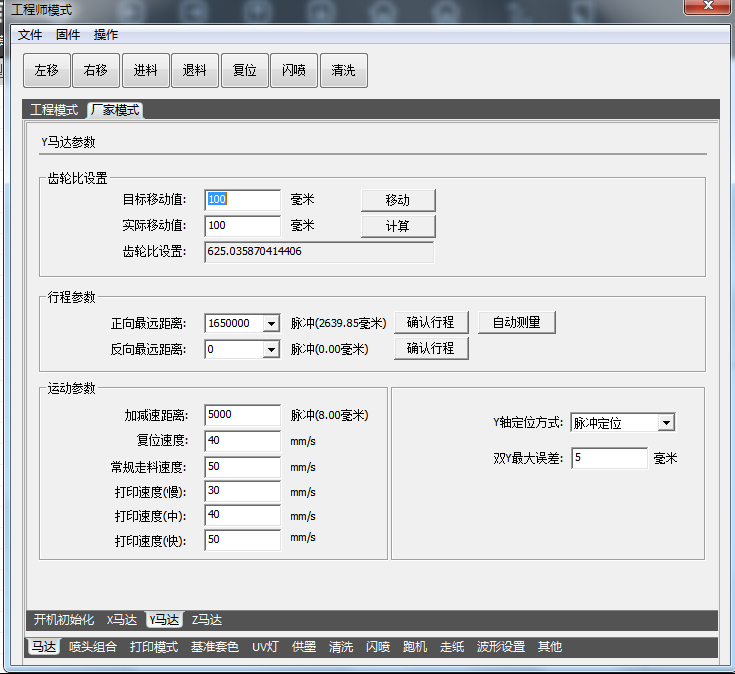 工程师模式
文件 固件 操作
左移 右移 进料 退料 复位 闪喷 清洗
工程模式 厂家模式
Y马达参数
齿轮比设置
目标移动值: 100 毫米 移动
实际移动值: 100 毫米 计算
齿轮比设置: 625.035870414406
行程参数
正向最远距离: 1650000 脉冲(2639.85毫米) 确认行程 自动测量
反向最远距离: 0 脉冲(0.00毫米) 确认行程
运动参数
加减速距离: 5000 脉冲(8.00毫米)
复位速度: 40 mm/s
常规走料速度: 50 mm/s
打印速度(慢): 30 mm/s
打印速度(中): 40 mm/s
打印速度(快): 50 mm/s
Y轴定位方式: 脉冲定位
双Y最大误差: 5 毫米
开机初始化 X马达 Y马达 Z马达
马达 喷头组合 打印模式 基准套色 UV灯 供墨 清洗 闪喷 跑机 走纸 波形设置 其他